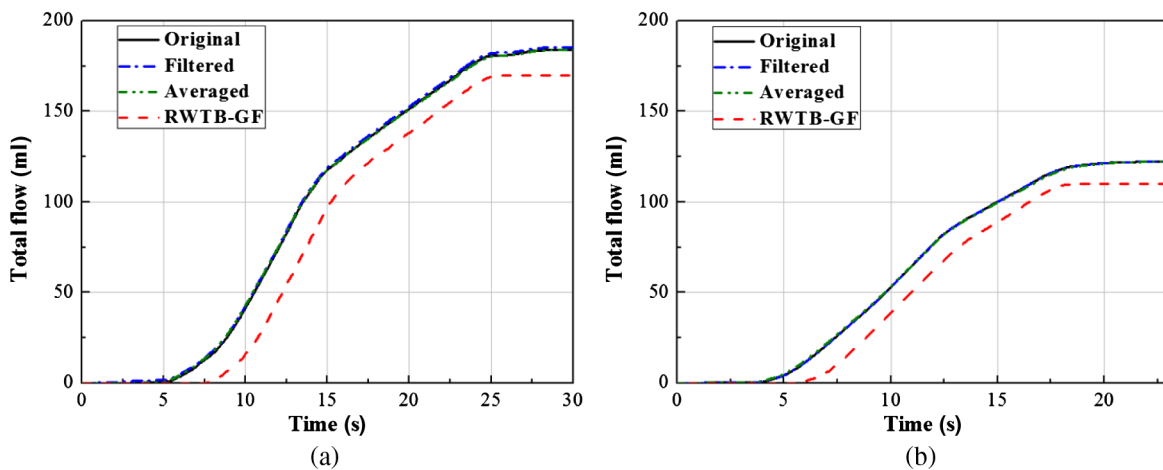 200
150
100
50
0
Total flow (ml)
Original
Filtered
Averaged
RWTB-GF
0 5 10 15 20 25 30
Time (s)
(a)
200
150
100
50
0
Total flow (ml)
Original
Filtered
Averaged
RWTB-GF
0 5 10 15 20
Time (s)
(b)